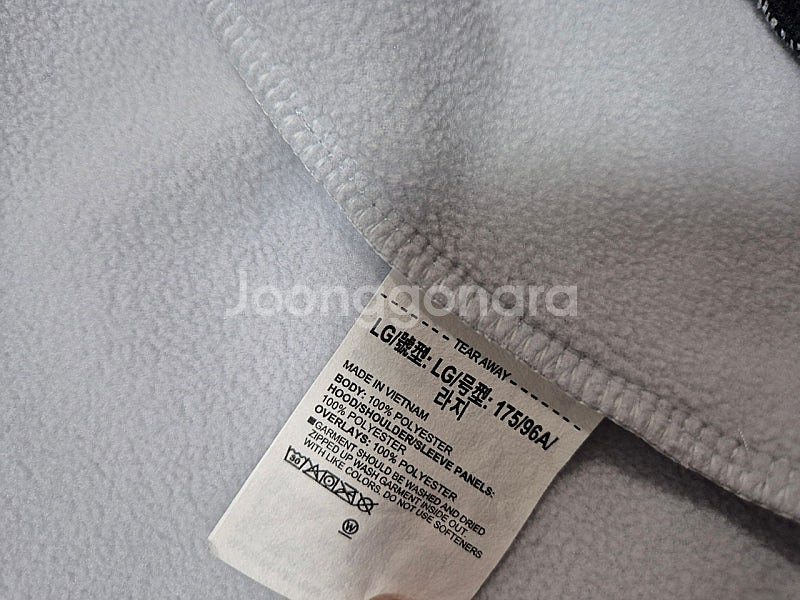 Joonggonara
TEAR AWAY
LG/號型: LG/号型: 175/96A/
라지
MADE IN VIETNAM
BODY: 100% POLYESTER
HOOD/SHOULDER/SLEEVE PANELS:
100% POLYESTER
OVERLAYS: 100% POLYESTER
■GARMENT SHOULD BE WASHED AND DRIED
ZIPPED UP. WASH GARMENT INSIDE OUT.
WITH LIKE COLORS. DO NOT USE SOFTENERS
30
W